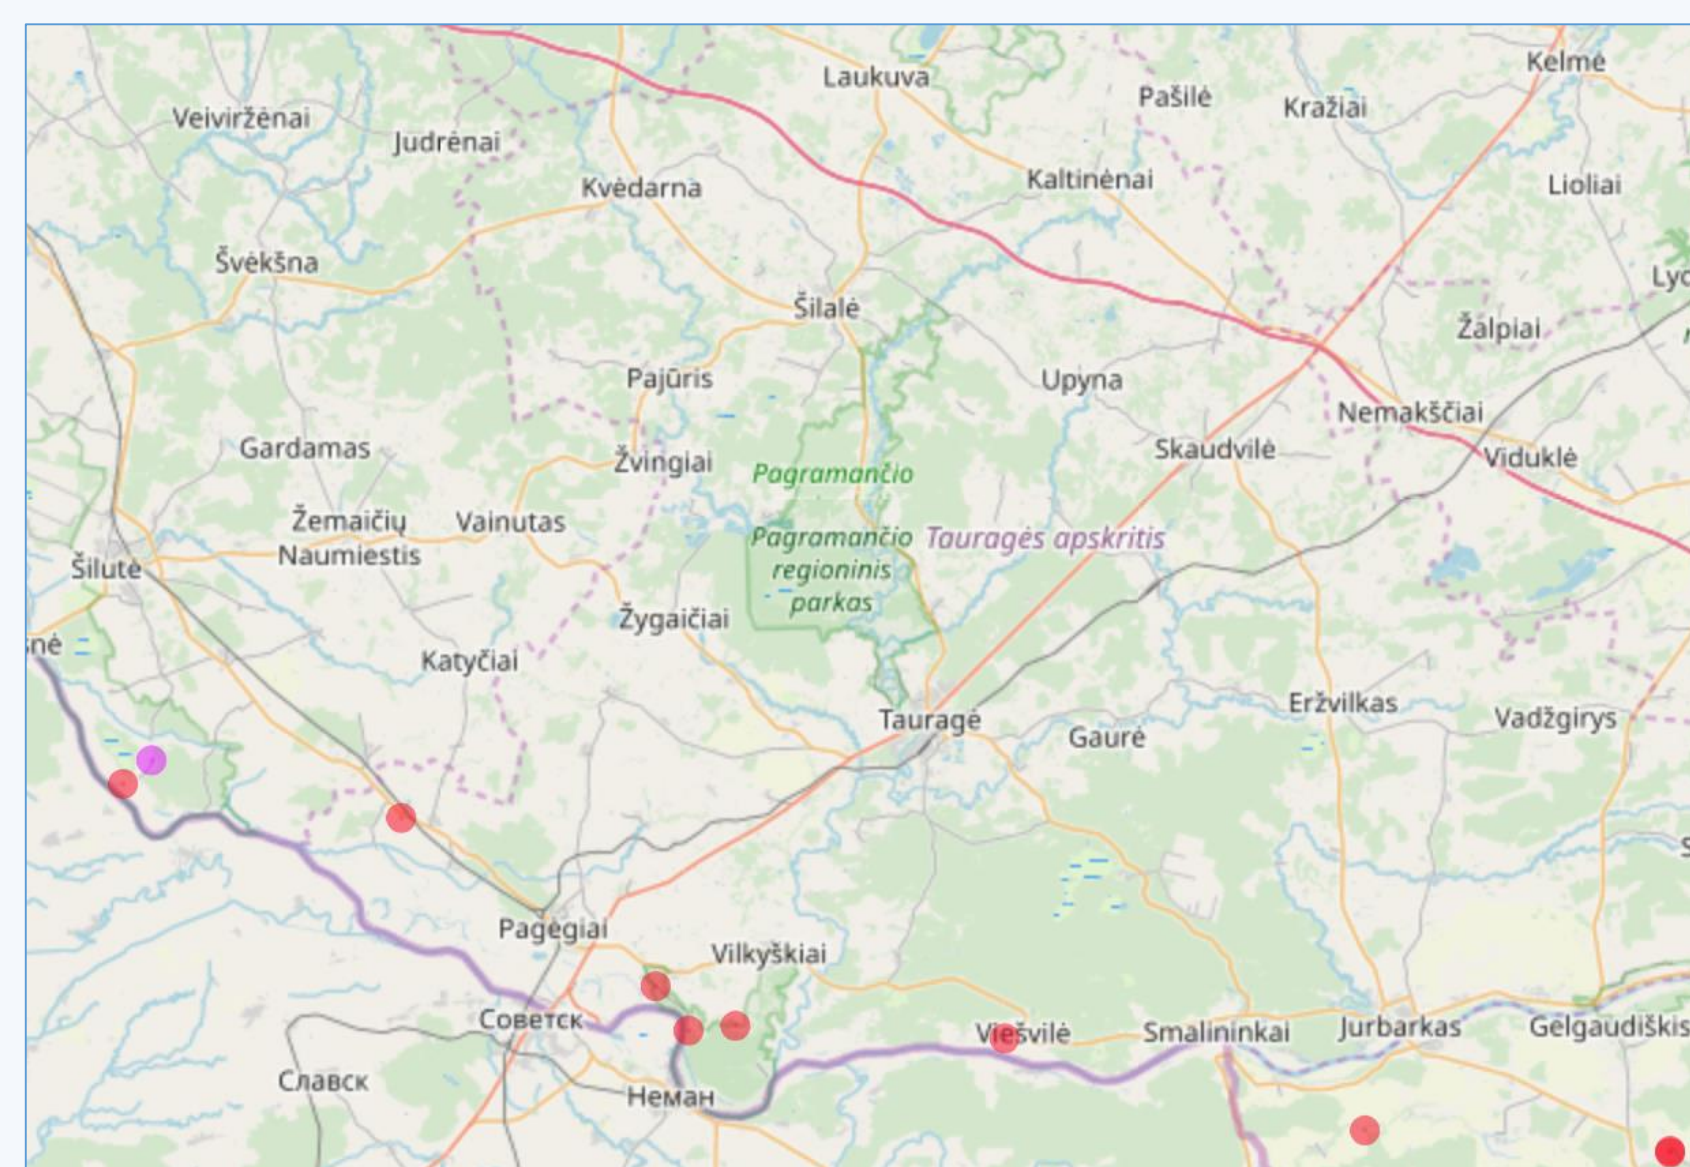 Kelmė
Laukuva
Pašilė
Kražiai
Veiviržėnai
Judrėnai
Kaltinėnai
Lioliai
Kvėdarna
Švėkšna
Lyd
Šilalė
Žalpiai
Pajūris
Upyna
Nemakščiai
Gardamas
Skaudvilė
Viduklė
Žvingiai
Pagramančio
Žemaičių
Naumiestis
Vainutas
Pagramančio
regioninis
parkas
Tauragės apskritis
Šilutė
Žygaičiai
snė
Katyčiai
Eržvilkas
Tauragė
Vadžgirys
Gaurė
Pagėgiai
Vilkyškiai
Советск
Viešvilė
Smalininkai
Jurbarkas
Gelgaudiškis
Славск
Неман